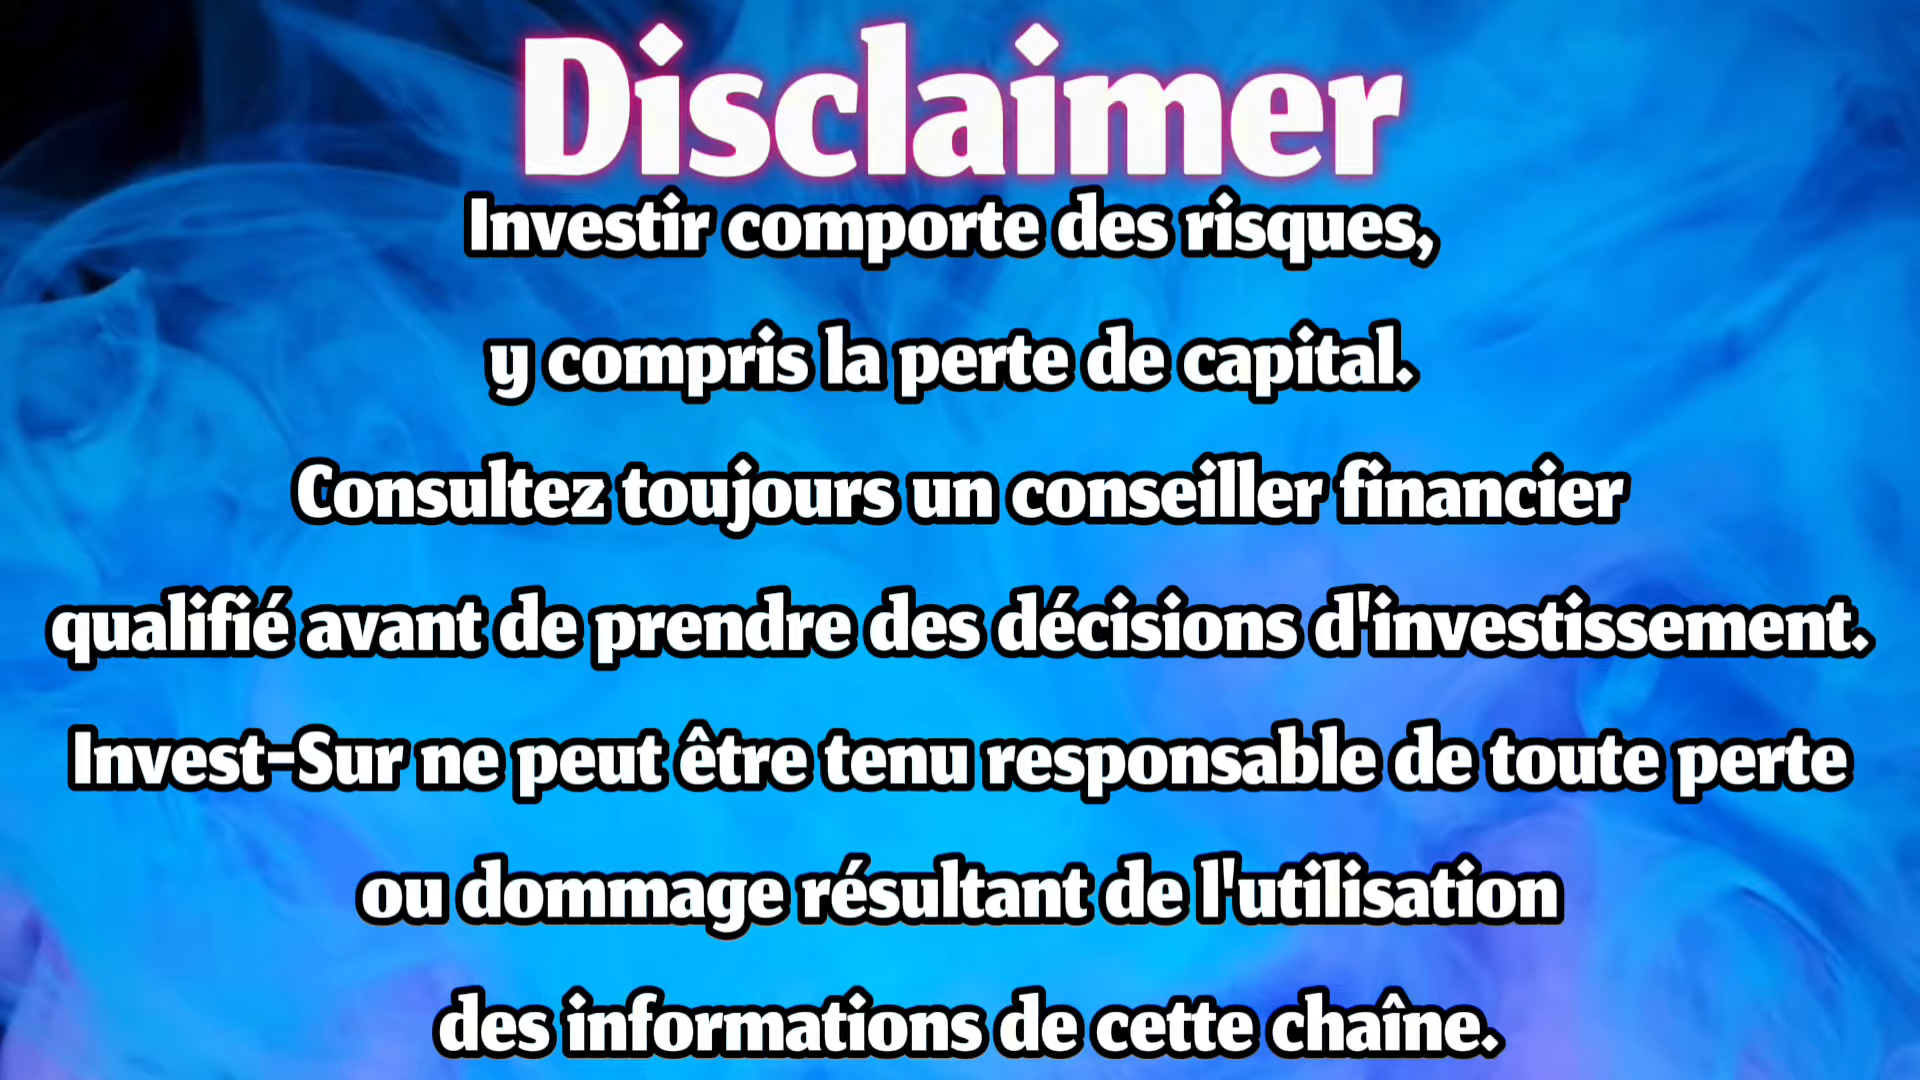 Disclaimer
Investir comporte des risques,
y compris la perte de capital.
Consultez toujours un conseiller financier
qualifié avant de prendre des décisions d'investissement.
Invest-Sur ne peut être tenu responsable de toute perte
ou dommage résultant de l'utilisation
des informations de cette chaîne.